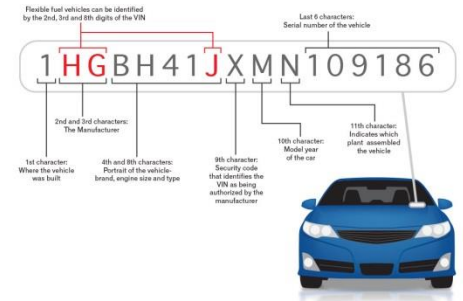 Flexible fuel vehicles can be identified
by the 2nd, 3rd and 8th digits of the VIN
Last 6 characters:
Serial number of the vehicle
1HGBH41JXMN109186
2nd and 3rd characters:
The Manufacturer
11th character:
Indicates which
plant assembled
the vehicle
10th character:
Model year
of the car
1st character:
Where the vehicle
was built
4th and 8th characters:
Portrait of the vehicle-
brand, engine size and type
9th character:
Security code
that identifies the
VIN as being
authorized by the
manufacturer